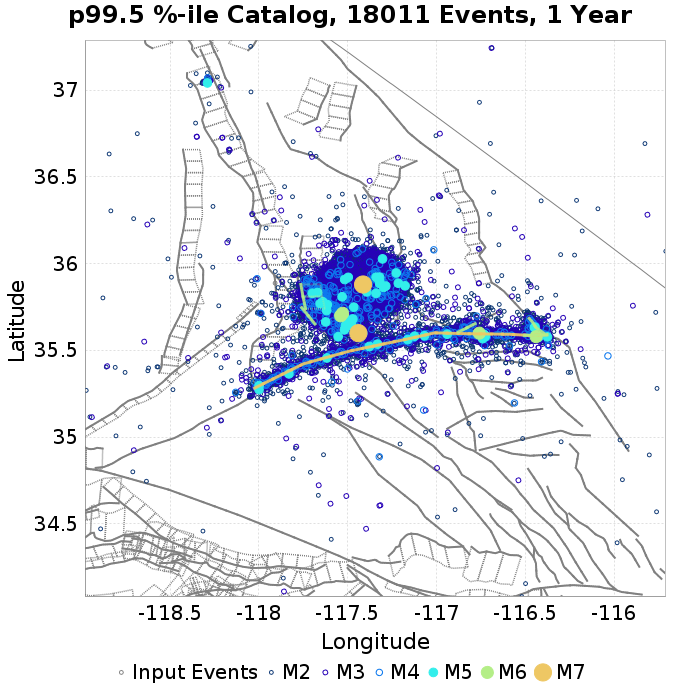 p99.5 %-ile Catalog, 18011 Events, 1 Year
37
36.5
36
35.5
35
34.5
Latitude
-118.5 -118 -117.5 -117 -116.5 -116
Longitude
Input Events M2 M3 M4 M5 M6 M7